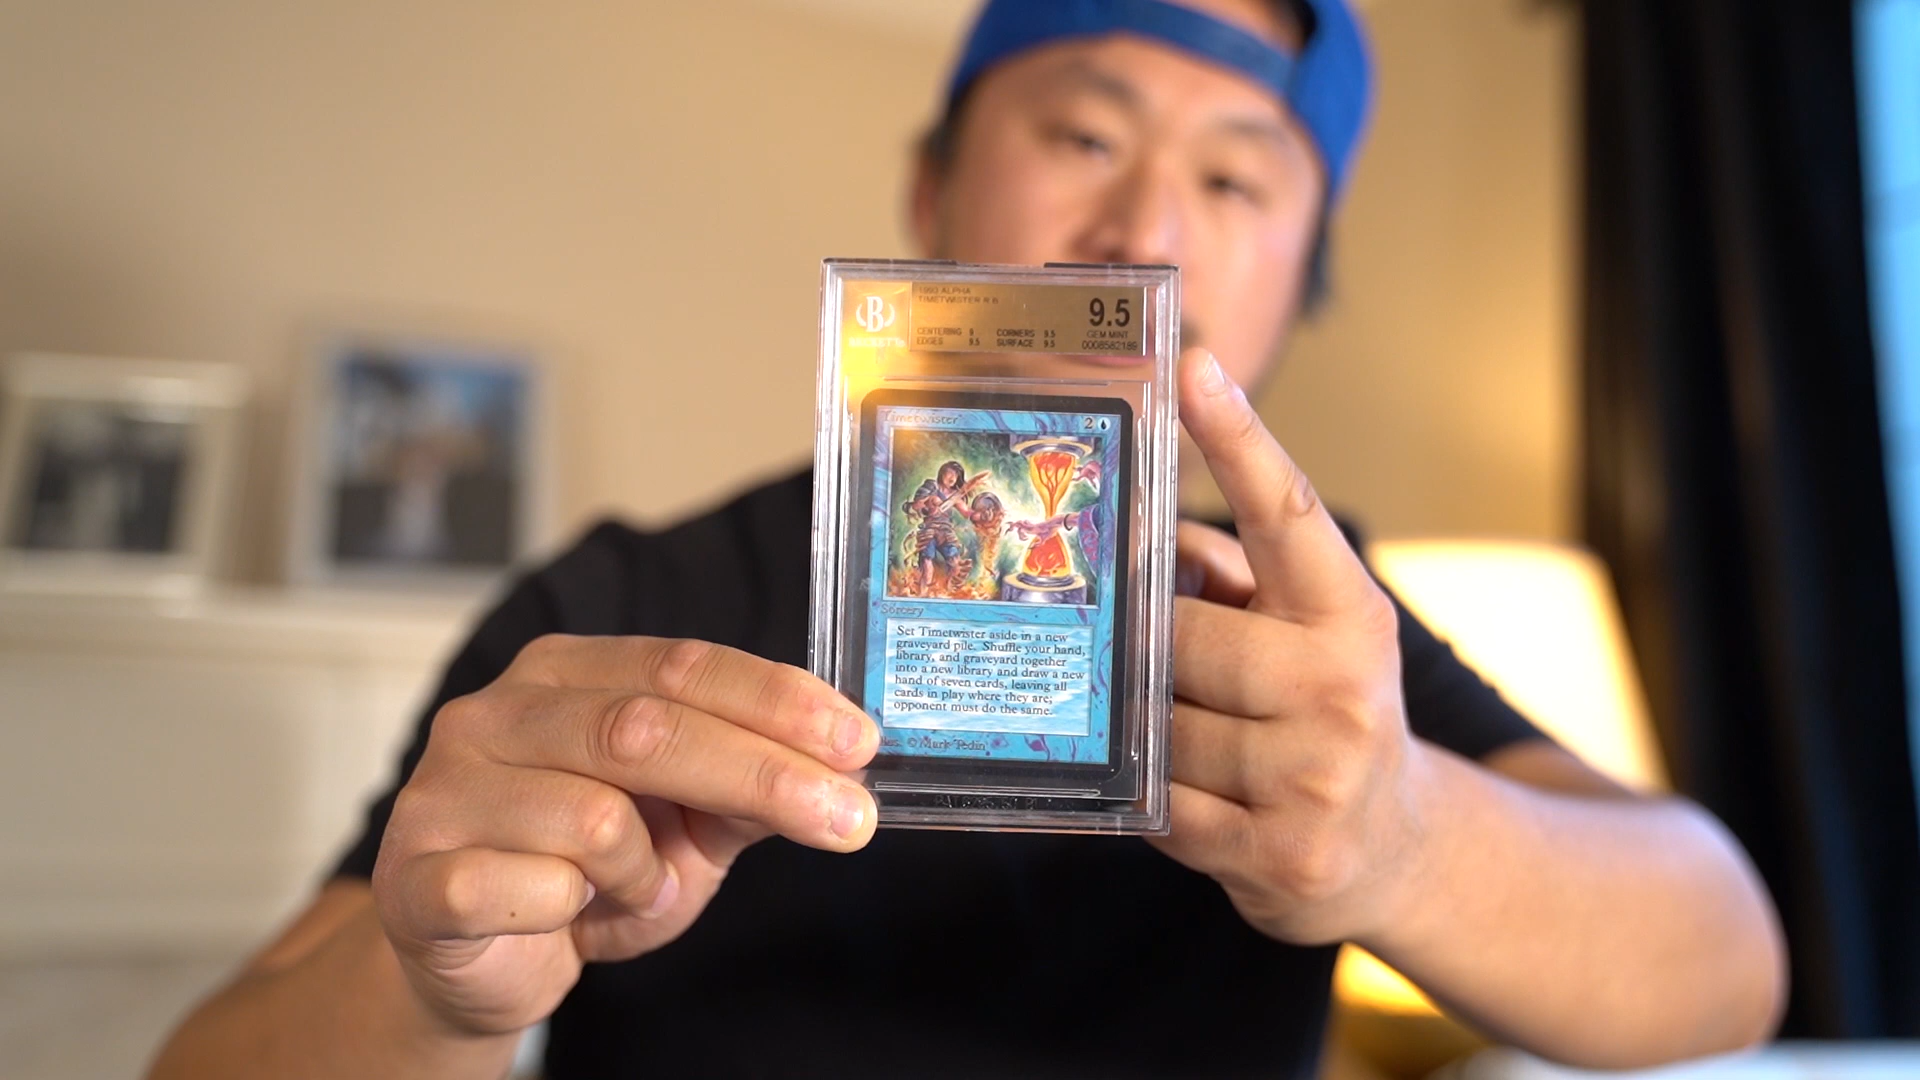 1993 ALPHA
TIMETWISTER R B
CENTERING 9 CORNERS 9.5
EDGES 9.5 SURFACE 9.5
9.5
GEM MINT
0008582189
B
BECKETT
Timetwister 2
Sorcery
Set Timetwister aside in a new
graveyard pile. Shuffle your hand,
library, and graveyard together
into a new library and draw a new
hand of seven cards, leaving all
cards in play where they are;
opponent must do the same.
Illus. © Mark Tedin